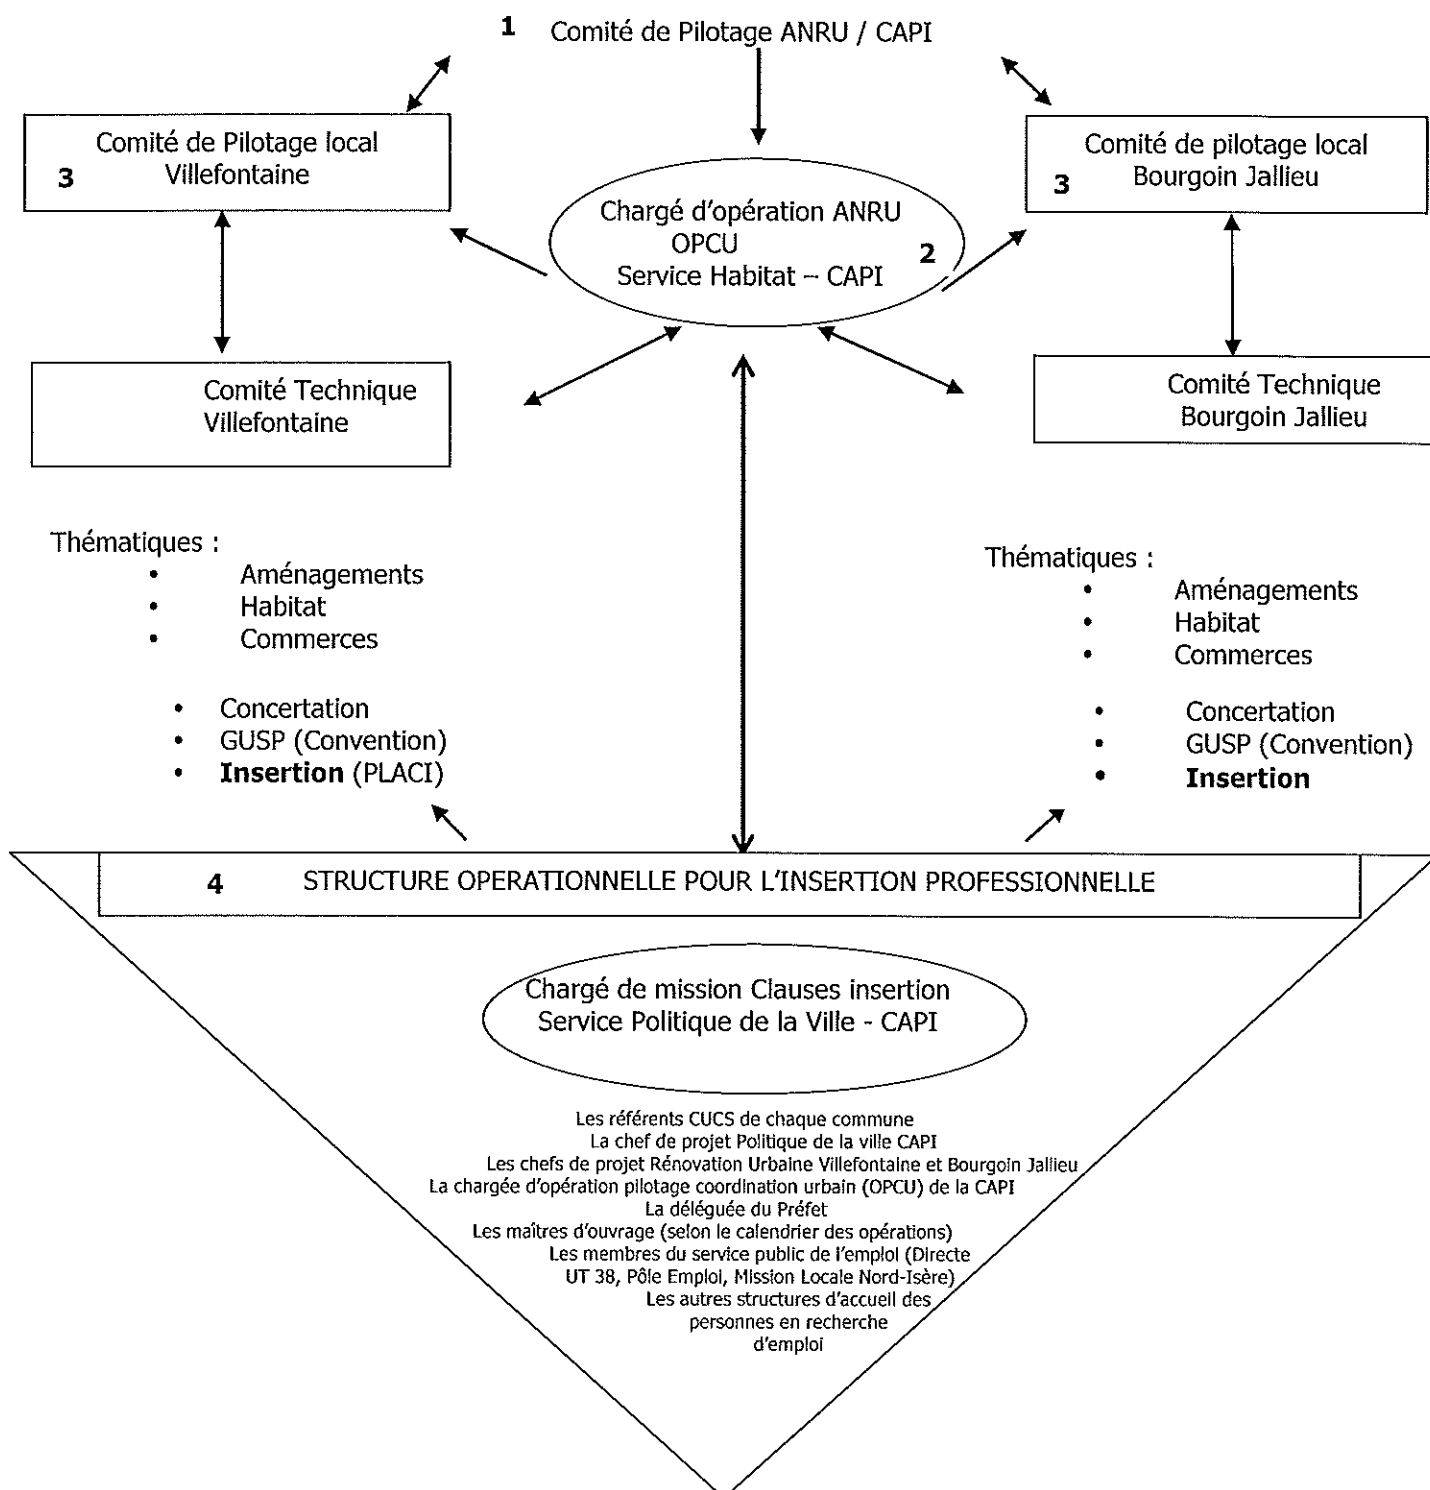 1 Comité de Pilotage ANRU / CAPI
Comité de Pilotage local
3 Villefontaine
Chargé d'opération ANRU
OPCU 2
Service Habitat – CAPI
Comité de pilotage local
3 Bourgoin Jallieu
Comité Technique
Villefontaine
Comité Technique
Bourgoin Jallieu
Thématiques :
• Aménagements
• Habitat
• Commerces
• Concertation
• GUSP (Convention)
• Insertion (PLACI)
Thématiques :
• Aménagements
• Habitat
• Commerces
• Concertation
• GUSP (Convention)
• Insertion
4 STRUCTURE OPERATIONNELLE POUR L'INSERTION PROFESSIONNELLE
Chargé de mission Clauses insertion
Service Politique de la Ville - CAPI
Les référents CUCS de chaque commune
La chef de projet Politique de la ville CAPI
Les chefs de projet Rénovation Urbaine Villefontaine et Bourgoin Jallieu
La chargée d'opération pilotage coordination urbain (OPCU) de la CAPI
La déléguée du Préfet
Les maîtres d'ouvrage (selon le calendrier des opérations)
Les membres du service public de l'emploi (Directe
UT 38, Pôle Emploi, Mission Locale Nord-Isère)
Les autres structures d'accueil des
personnes en recherche
d'emploi